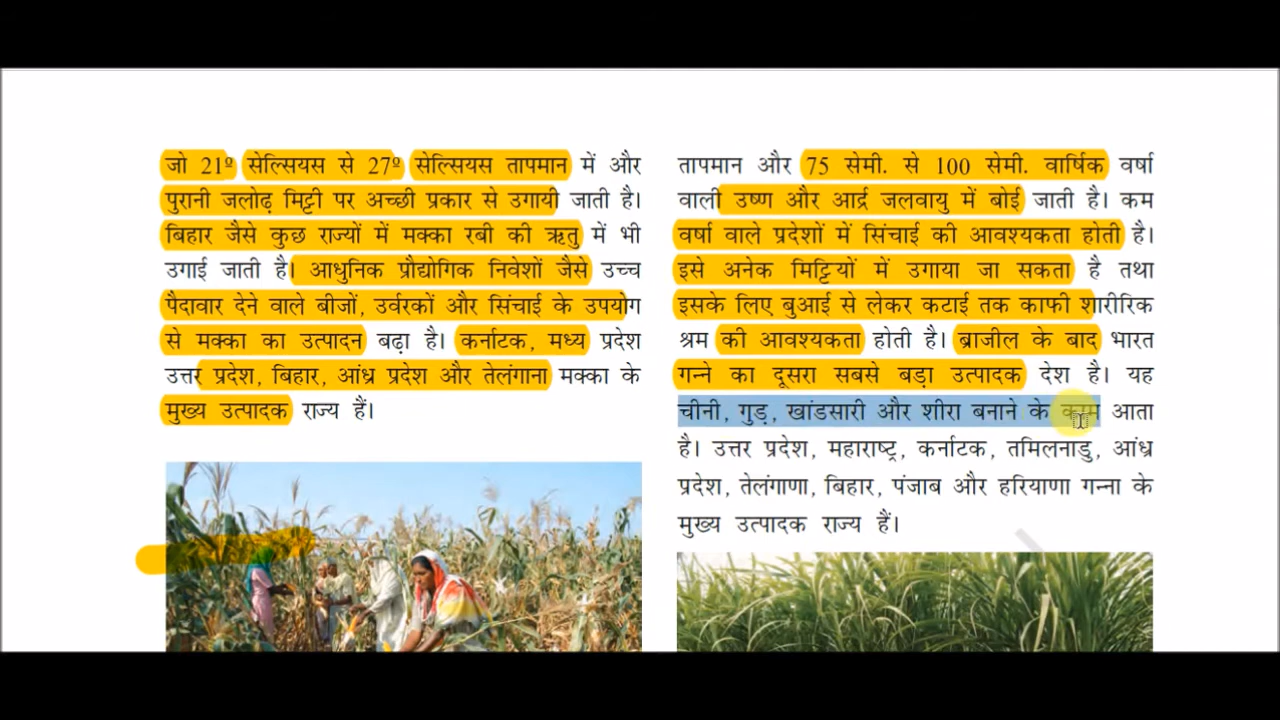 जो 21º सेल्सियस से 27º सेल्सियस तापमान में और
पुरानी जलोढ़ मिट्टी पर अच्छी प्रकार से उगायी जाती है।
बिहार जैसे कुछ राज्यों में मक्का रबी की ऋतु में भी
उगाई जाती है। आधुनिक प्रौद्योगिक निवेशों जैसे उच्च
पैदावार देने वाले बीजों, उर्वरकों और सिंचाई के उपयोग
से मक्का का उत्पादन बढ़ा है। कर्नाटक, मध्य प्रदेश
उत्तर प्रदेश, बिहार, आंध्र प्रदेश और तेलंगाना मक्का के
मुख्य उत्पादक राज्य हैं।
तापमान और 75 सेमी. से 100 सेमी. वार्षिक वर्षा
वाली उष्ण और आर्द्र जलवायु में बोई जाती है। कम
वर्षा वाले प्रदेशों में सिंचाई की आवश्यकता होती है।
इसे अनेक मिट्टियों में उगाया जा सकता है तथा
इसके लिए बुआई से लेकर कटाई तक काफी शारीरिक
श्रम की आवश्यकता होती है। ब्राजील के बाद भारत
गन्ने का दूसरा सबसे बड़ा उत्पादक देश है। यह
चीनी, गुड़, खांडसारी और शीरा बनाने के काम आता
है। उत्तर प्रदेश, महाराष्ट्र, कर्नाटक, तमिलनाडु, आंध्र
प्रदेश, तेलंगाणा, बिहार, पंजाब और हरियाणा गन्ना के
मुख्य उत्पादक राज्य हैं।